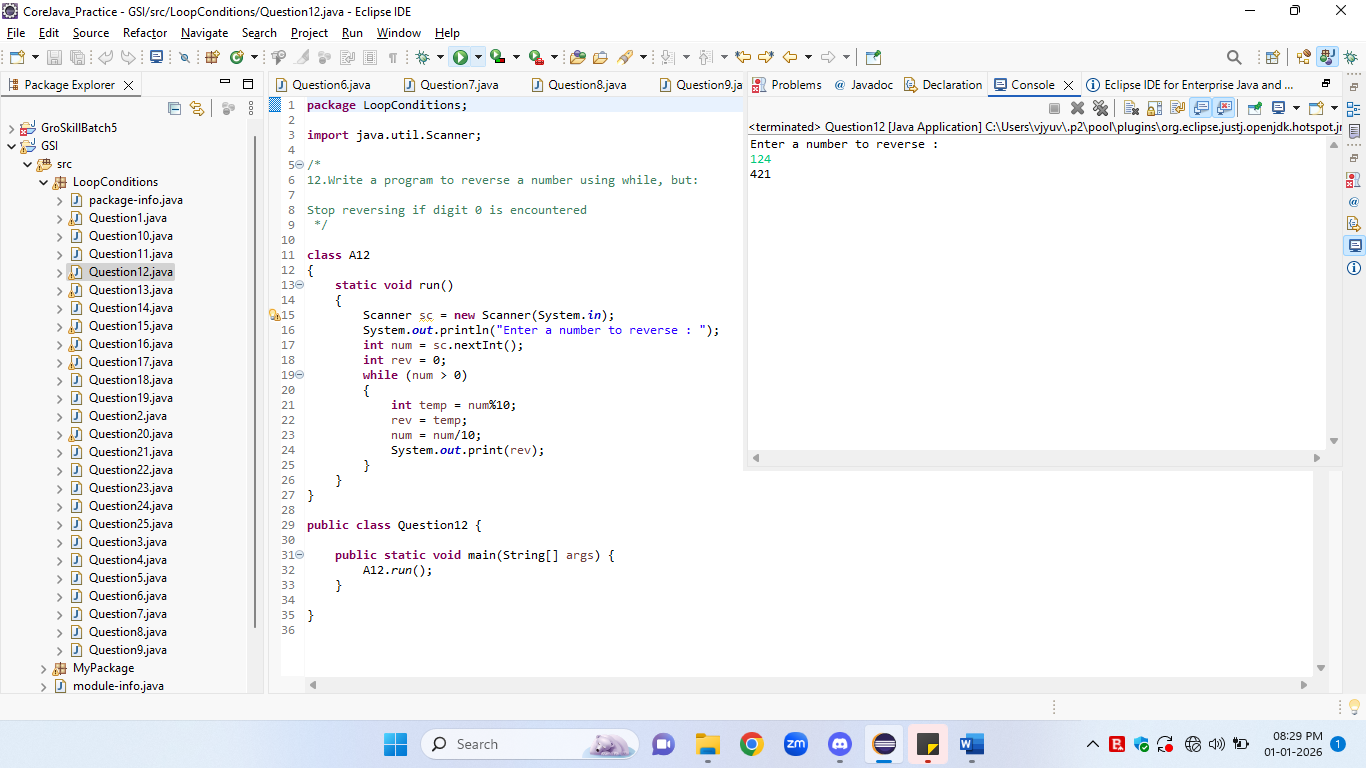 CoreJava_Practice - GSI/src/LoopConditions/Question12.java - Eclipse IDE
File Edit Source Refactor Navigate Search Project Run Window Help
Package Explorer
GroSkillBatch5
GSI
src
LoopConditions
package-info.java
Question1.java
Question10.java
Question11.java
Question12.java
Question13.java
Question14.java
Question15.java
Question16.java
Question17.java
Question18.java
Question19.java
Question2.java
Question20.java
Question21.java
Question22.java
Question23.java
Question24.java
Question25.java
Question3.java
Question4.java
Question5.java
Question6.java
Question7.java
Question8.java
Question9.java
MyPackage
module-info.java
Question6.java Question7.java Question8.java Question9.ja
1 package LoopConditions;
2
3 import java.util.Scanner;
4
5 /*
6 12.Write a program to reverse a number using while, but:
7
8 Stop reversing if digit 0 is encountered
9 */
10
11 class A12
12 {
13 static void run()
14 {
15 Scanner sc = new Scanner(System.in);
16 System.out.println("Enter a number to reverse : ");
17 int num = sc.nextInt();
18 int rev = 0;
19 while (num > 0)
20 {
21 int temp = num%10;
22 rev = temp;
23 num = num/10;
24 System.out.print(rev);
25 }
26 }
27 }
28
29 public class Question12 {
30
31 public static void main(String[] args) {
32 A12.run();
33 }
34
35 }
36
Problems @ Javadoc Declaration Console Eclipse IDE for Enterprise Java and ...
<terminated> Question12 [Java Application] C:\Users\vjyuv\.p2\pool\plugins\org.eclipse.justj.openjdk.hotspot.jr
Enter a number to reverse :
124
421
Search
zm
08:29 PM
01-01-2026
1